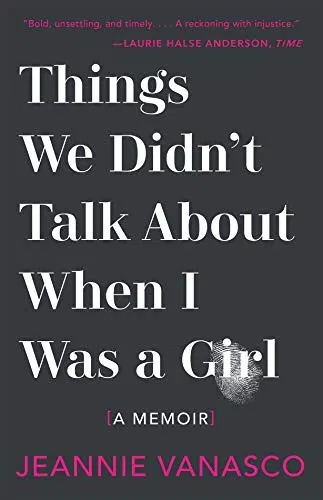 "Bold, unsettling, and timely. . . . A reckoning with injustice."
—LAURIE HALSE ANDERSON, TIME
Things
We Didn't
Talk About
When I
Was a Girl
[A MEMOIR]
JEANNIE VANASCO